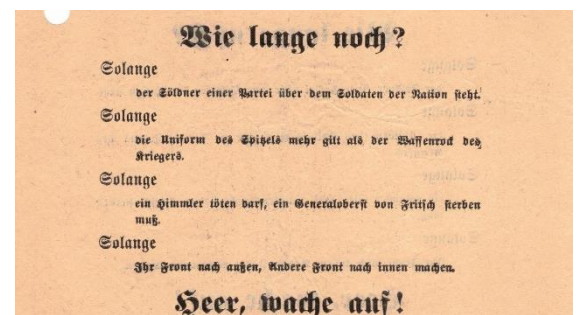 Wie lange noch?
Solange
der Söldner einer Partei über dem Soldaten der Nation steht.
Solange
die Uniform des Spitzels mehr gilt als der Waffenrock des
Kriegers.
Solange
ein Himmler töten darf, ein Generaloberst von Fritsch sterben
muß.
Solange
Ihr Front nach außen, Andere Front nach innen machen.
Heer, wache auf!